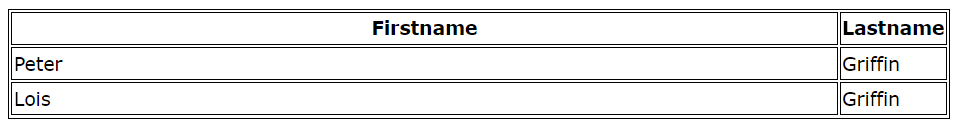 Firstname Lastname
Peter Griffin
Lois Griffin